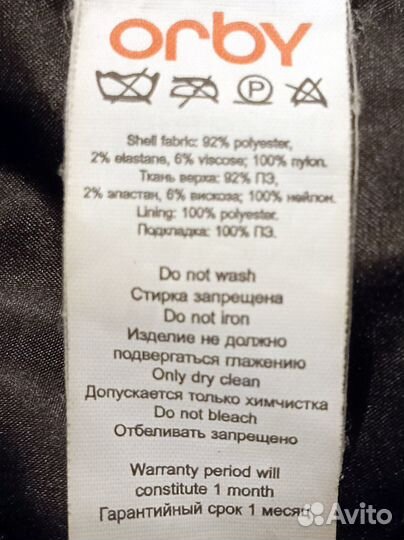 orby
P
Shell fabric: 92% polyester,
2% elastane, 6% viscose; 100% nylon.
Ткань верха: 92% ПЭ,
2% эластан, 6% вискоза; 100% нейлон.
Lining: 100% polyester.
Подкладка: 100% ПЭ.
Do not wash
Стирка запрещена
Do not iron
Изделие не должно
подвергаться глажению
Only dry clean
Допускается только химчистка
Do not bleach
Отбеливать запрещено
Warranty period will
constitute 1 month
Гарантийный срок 1 месяц
Avito